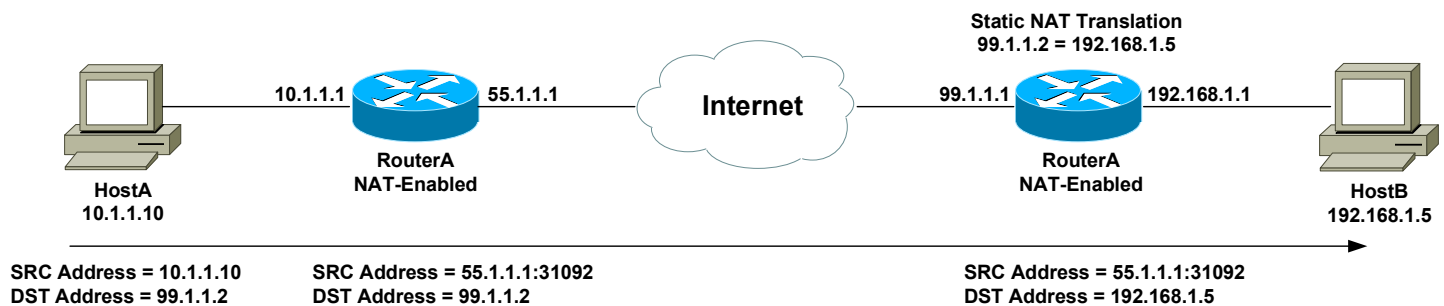 Static NAT Translation
99.1.1.2 = 192.168.1.5
10.1.1.1
55.1.1.1
Internet
99.1.1.1
192.168.1.1
RouterA
NAT-Enabled
RouterA
NAT-Enabled
HostA
10.1.1.10
HostB
192.168.1.5
SRC Address = 10.1.1.10
DST Address = 99.1.1.2
SRC Address = 55.1.1.1:31092
DST Address = 99.1.1.2
SRC Address = 55.1.1.1:31092
DST Address = 192.168.1.5